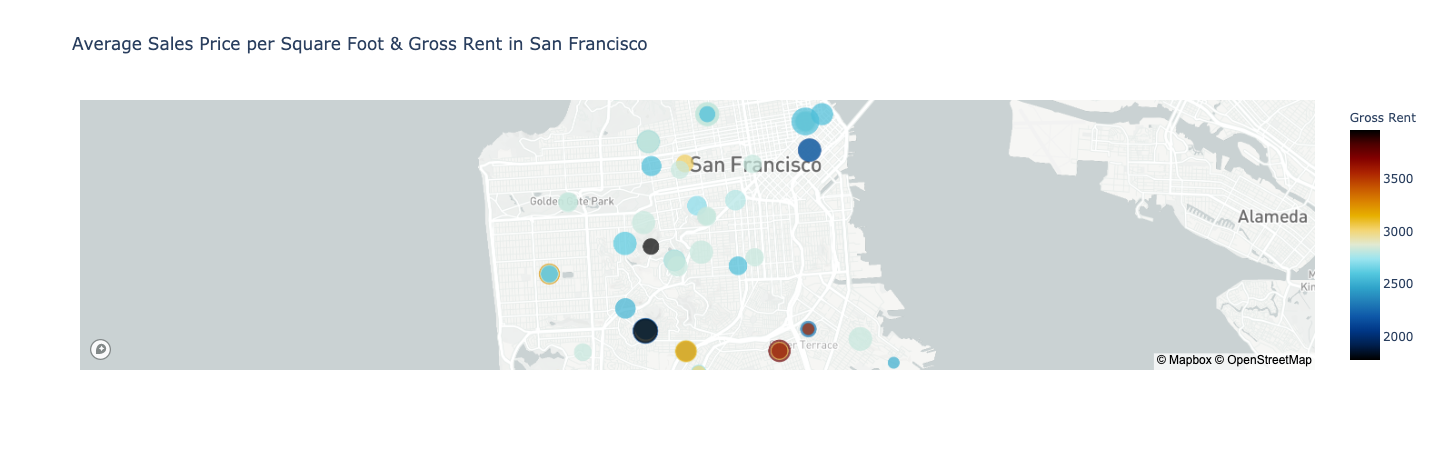 Average Sales Price per Square Foot & Gross Rent in San Francisco
Gross Rent
San Francisco
3500
Golden Gate Park
Alameda
3000
2500
Terrace
2000
© Mapbox © OpenStreetMap